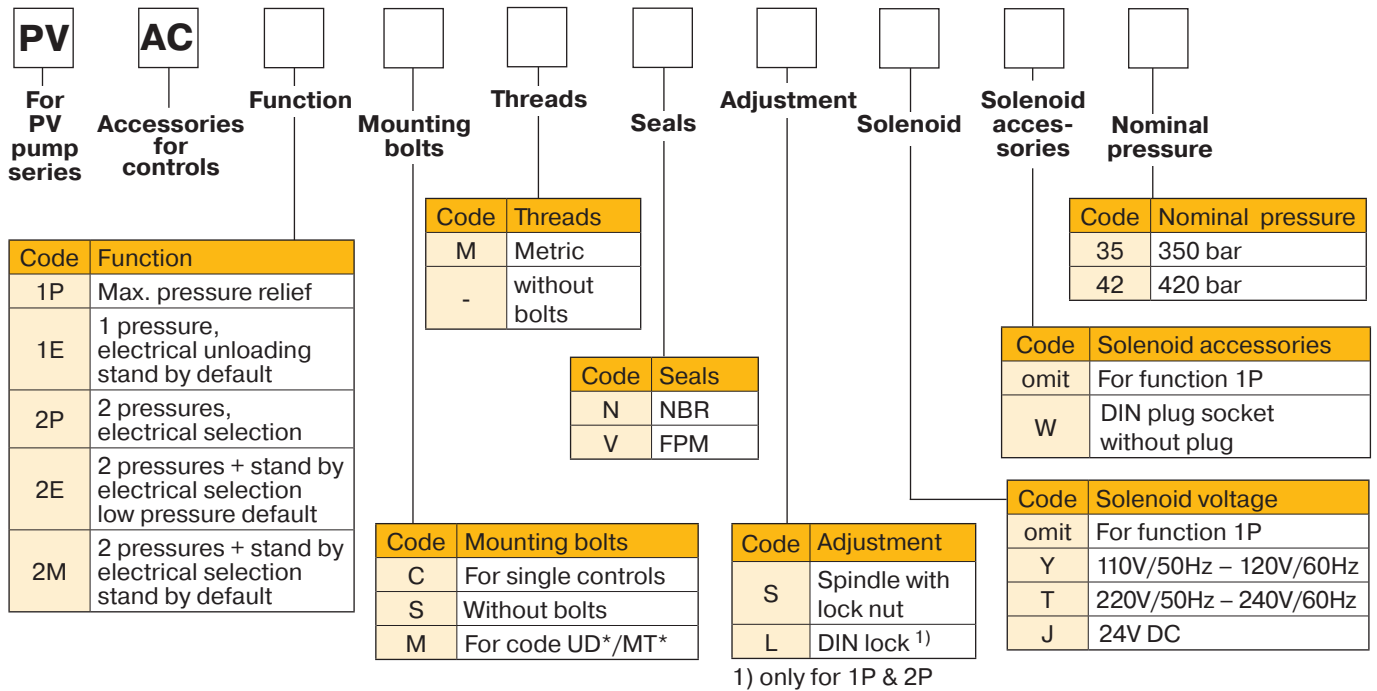 PV
AC
For
PV
pump
series
Accessories
for
controls
Function
Mounting
bolts
Threads
Seals
Adjustment
Solenoid
Solenoid
acces-
sories
Nominal
pressure
Code Function
1P Max. pressure relief
1E 1 pressure,
electrical unloading
stand by default
2P 2 pressures,
electrical selection
2E 2 pressures + stand by
electrical selection
low pressure default
2M 2 pressures + stand by
electrical selection
stand by default
Code Mounting bolts
C For single controls
S Without bolts
M For code UD*/MT*
Code Threads
M Metric
- without
bolts
Code Seals
N NBR
V FPM
Code Adjustment
S Spindle with
lock nut
L DIN lock 1)
1) only for 1P & 2P
Code Solenoid voltage
omit For function 1P
Y 110V/50Hz – 120V/60Hz
T 220V/50Hz – 240V/60Hz
J 24V DC
Code Solenoid accessories
omit For function 1P
W DIN plug socket
without plug
Code Nominal pressure
35 350 bar
42 420 bar